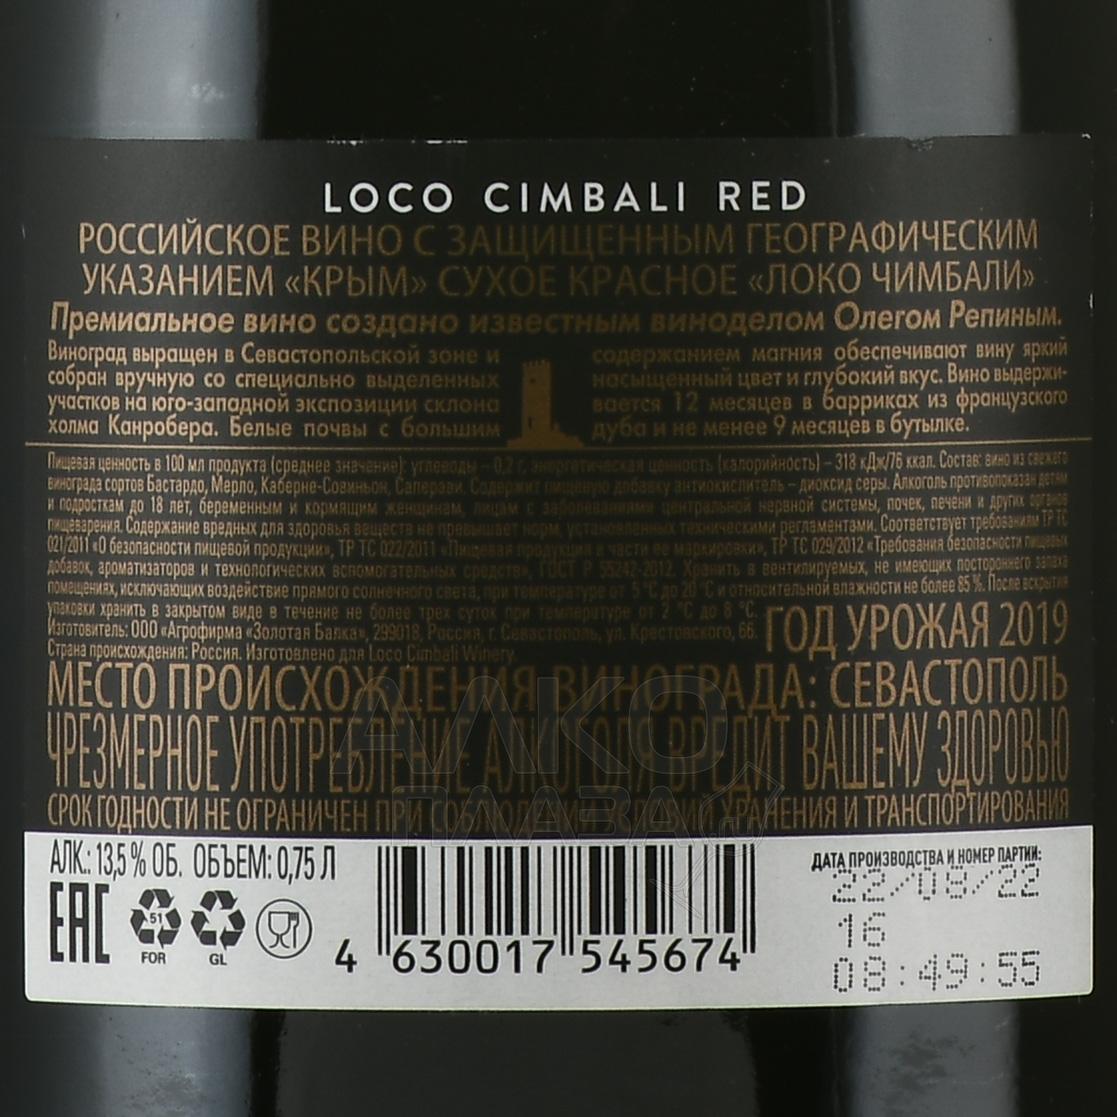 LOCO CIMBALI RED
РОССИЙСКОЕ ВИНО С ЗАЩИЩЕННЫМ ГЕОГРАФИЧЕСКИМ
УКАЗАНИЕМ «КРЫМ» СУХОЕ КРАСНОЕ «ЛОКО ЧИМБАЛИ»
Премиальное вино создано известным виноделом Олегом Репиным.
Виноград выращен в Севастопольской зоне и
собран вручную со специально выделенных
участков на юго-западной экспозиции склона
холма Канробера. Белые почвы с большим
содержанием магния обеспечивают вину яркий
насыщенный цвет и глубокий вкус. Вино выдержи-
вается 12 месяцев в барриках из французского
дуба и не менее 9 месяцев в бутылке.
Пищевая ценность в 100 мл продукта (среднее значение): углеводы – 0,2 г, энергетическая ценность (калорийность) – 318 кДж/76 ккал. Состав: вино из свежего
винограда сортов Бастардо, Мерло, Каберне-Совиньон, Саперави. Содержит пищевую добавку антиокислитель – диоксид серы. Алкоголь противопоказан детям
и подросткам до 18 лет, беременным и кормящим женщинам, лицам с заболеваниями центральной нервной системы, почек, печени и других органов
пищеварения. Содержание вредных для здоровья веществ не превышает норм, установленных техническими регламентами. Соответствует требованиям ТР ТС
021/2011 «О безопасности пищевой продукции», ТР ТС 022/2011 «Пищевая продукция в части ее маркировки», ТР ТС 029/2012 «Требования безопасности пищевых
добавок, ароматизаторов и технологических вспомогательных средств», ГОСТ Р 55242-2012. Хранить в вентилируемых, не имеющих постороннего запаха
помещениях, исключающих воздействие прямого солнечного света, при температуре от 5 °С до 20 °С и относительной влажности не более 85 %. После вскрытия
упаковки хранить в закрытом виде в течение не более трех суток при температуре от 2 °С до 8 °С.
Изготовитель: ООО «Агрофирма «Золотая Балка», 299018, Россия, г. Севастополь, ул. Крестовского, 66.
Страна происхождения: Россия. Изготовлено для Loco Cimbali Winery.
ГОД УРОЖАЯ 2019
МЕСТО ПРОИСХОЖДЕНИЯ ВИНОГРАДА: СЕВАСТОПОЛЬ
ЧРЕЗМЕРНОЕ УПОТРЕБЛЕНИЕ АЛКОГОЛЯ ВРЕДИТ ВАШЕМУ ЗДОРОВЬЮ
СРОК ГОДНОСТИ НЕ ОГРАНИЧЕН ПРИ СОБЛЮДЕНИИ УСЛОВИЙ ХРАНЕНИЯ И ТРАНСПОРТИРОВАНИЯ
АЛКО
ПЛАЗА
.ru
АЛК.: 13,5 % ОБ. ОБЪЕМ: 0,75 Л
ДАТА ПРОИЗВОДСТВА И НОМЕР ПАРТИИ:
22/08/22
16
08:49:55
EAC
51
FOR
GL
4 630017 545674